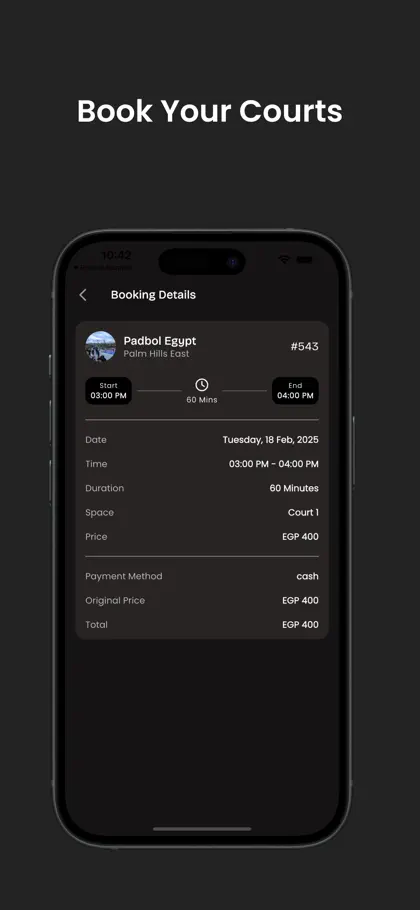 Book Your Courts
10:42
Booking Details
Padbol Egypt
Palm Hills East
#543
Start
03:00 PM
60 Mins
End
04:00 PM
Date
Tuesday, 18 Feb, 2025
Time
03:00 PM - 04:00 PM
Duration
60 Minutes
Space
Court 1
Price
EGP 400
Payment Method
cash
Original Price
EGP 400
Total
EGP 400